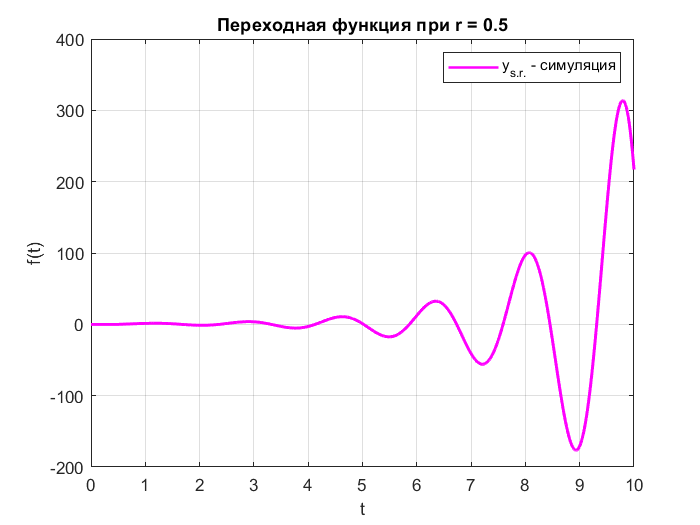 Переходная функция при r = 0.5
y_s.r. - симуляция
f(t)
400
300
200
100
0
-100
-200
0 1 2 3 4 5 6 7 8 9 10
t